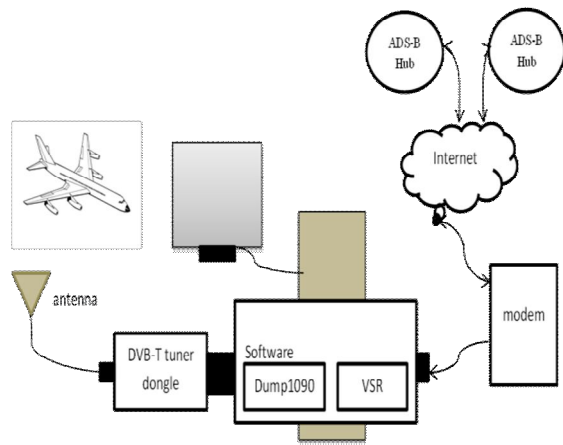 ADS-B
Hub
ADS-B
Hub
Internet
antenna
modem
DVB-T tuner
dongle
Software
Dump1090
VSR